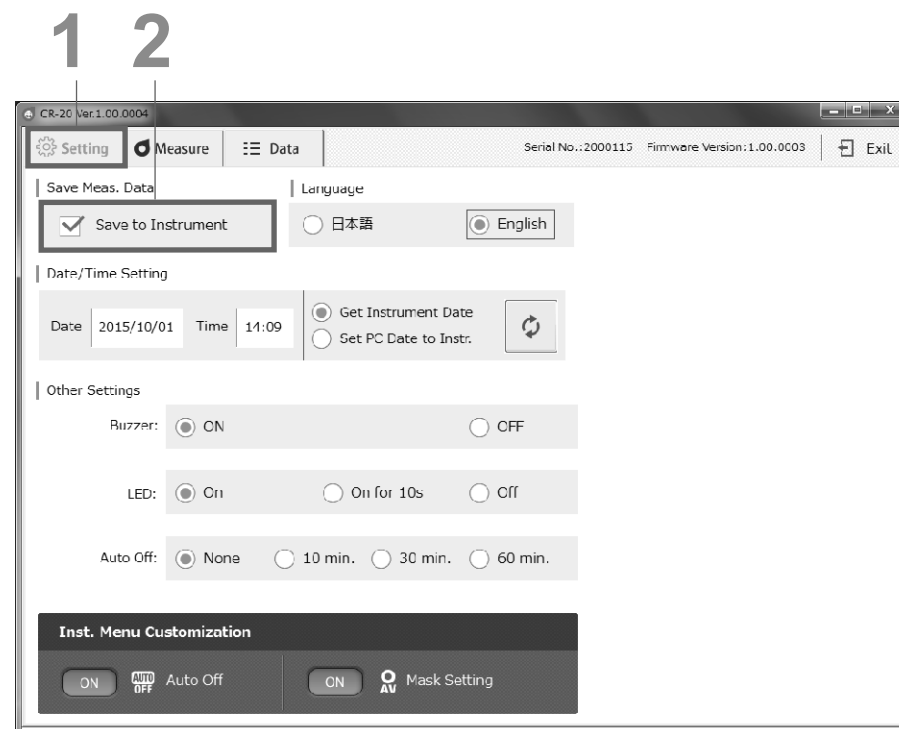 1 2
CR-20 Ver.1.00.0004
Setting Measure Data Serial No.:2000115 Firmware Version:1.00.0003 Exit
Save Meas. Data Language
Save to Instrument 日本語 English
Date/Time Setting
Date 2015/10/01 Time 14:09 Get Instrument Date
Set PC Date to Instr.
Other Settings
Buzzer: ON OFF
LED: On On for 10s Off
Auto Off: None 10 min. 30 min. 60 min.
Inst. Menu Customization
ON AUTO OFF Auto Off ON AV Mask Setting